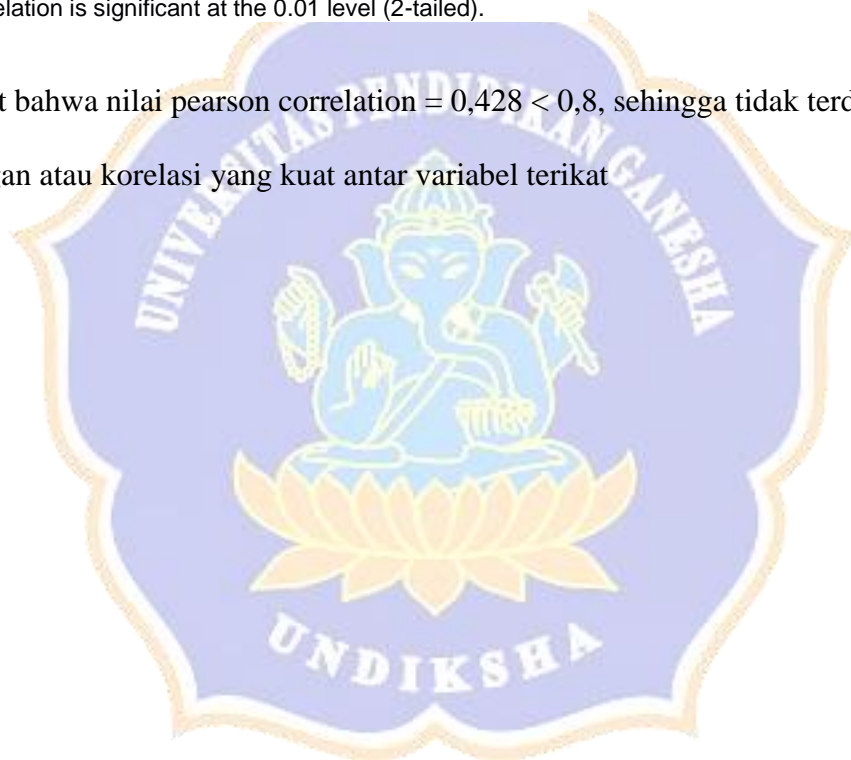 elation is significant at the 0.01 level (2-tailed).
t bahwa nilai pearson correlation = 0,428 < 0,8, sehingga tidak terd
gan atau korelasi yang kuat antar variabel terikat
UNIVERSITAS PENDIDIKAN GANESHA
UNDIKSHA